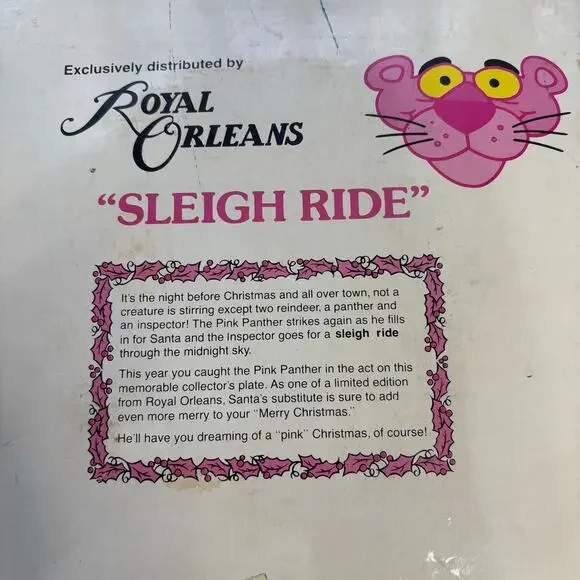 Exclusively distributed by
ROYAL
ORLEANS
“SLEIGH RIDE”
It's the night before Christmas and all over town, not a
creature is stirring except two reindeer, a panther and
an inspector! The Pink Panther strikes again as he fills
in for Santa and the Inspector goes for a sleigh ride
through the midnight sky.
This year you caught the Pink Panther in the act on this
memorable collector's plate. As one of a limited edition
from Royal Orleans, Santa's substitute is sure to add
even more merry to your “Merry Christmas.”
He'll have you dreaming of a “pink” Christmas, of course!